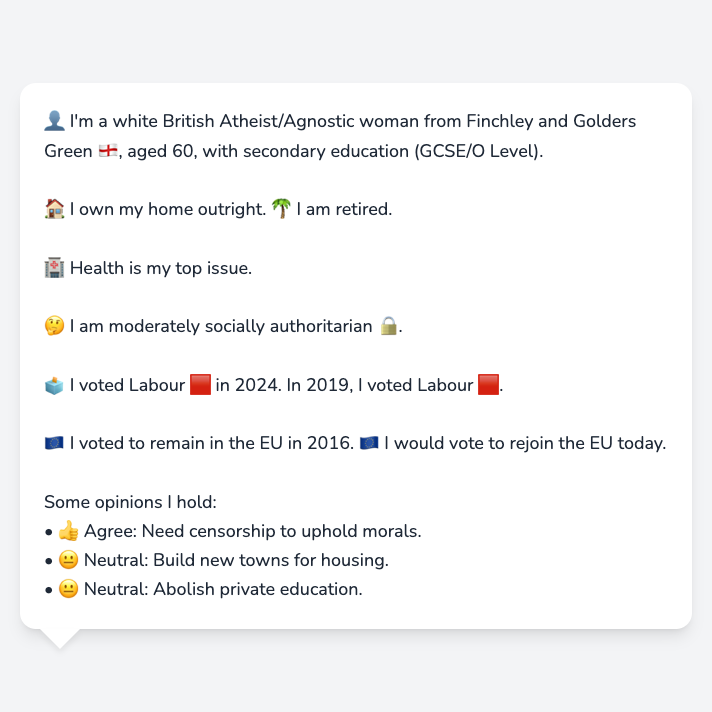 👤 I'm a white British Atheist/Agnostic woman from Finchley and Golders
Green 🏴󠁧󠁢󠁥󠁮󠁧󠁿, aged 60, with secondary education (GCSE/O Level).
🏠 I own my home outright. 🌴 I am retired.
🏥 Health is my top issue.
🤔 I am moderately socially authoritarian 🔒.
🗳️ I voted Labour 🟥 in 2024. In 2019, I voted Labour 🟥.
🇪🇺 I voted to remain in the EU in 2016. 🇪🇺 I would vote to rejoin the EU today.
Some opinions I hold:
• 👍 Agree: Need censorship to uphold morals.
• 😐 Neutral: Build new towns for housing.
• 😐 Neutral: Abolish private education.